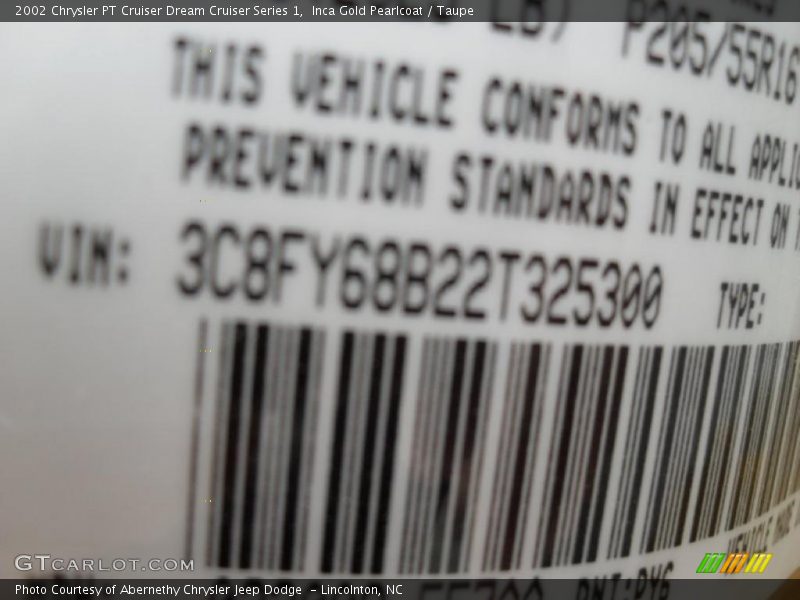 2002 Chrysler PT Cruiser Dream Cruiser Series 1,  Inca Gold Pearlcoat / Taupe
P205/55R16
THIS VEHICLE CONFORMS TO ALL
PREVENTION STANDARDS IN EFFECT ON
VIN: 3C8FY68B22T325300 TYPE:
PNT:PYG
GTCARLOT.COM
Photo Courtesy of Abernethy Chrysler Jeep Dodge  - Lincolnton, NC